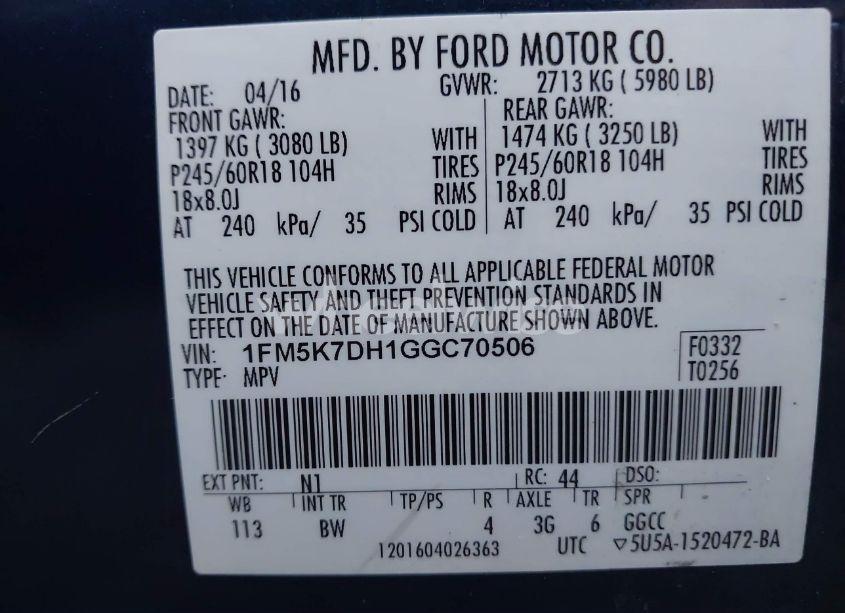 MFD. BY FORD MOTOR CO.
DATE: 04/16 GVWR: 2713 KG ( 5980 LB)
FRONT GAWR: REAR GAWR:
1397 KG ( 3080 LB) WITH 1474 KG ( 3250 LB) WITH
P245/60R18 104H TIRES P245/60R18 104H TIRES
18x8.0J RIMS 18x8.0J RIMS
AT 240 kPa/ 35 PSI COLD AT 240 kPa/ 35 PSI COLD
THIS VEHICLE CONFORMS TO ALL APPLICABLE FEDERAL MOTOR
VEHICLE SAFETY AND THEFT PREVENTION STANDARDS IN
EFFECT ON THE DATE OF MANUFACTURE SHOWN ABOVE.
VIN: 1FM5K7DH1GGC70506 F0332
TYPE: MPV T0256
EXT PNT: N1 RC: 44 DSO:
WB INT TR TP/PS R AXLE TR SPR
113 BW 4 3G 6 GGCC
1201604026363 UTC ▽5U5A-1520472-BA